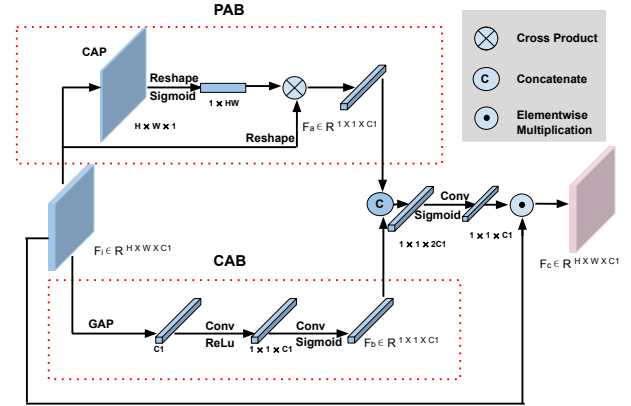 PAB
CAP
Reshape
Sigmoid
H × W × 1
1 × HW
Reshape
Fₐ ∈ R 1 X 1 X C1
Cross Product
C
Concatenate
Elementwise
Multiplication
Fᵢ ∈ R H X W X C1
C
Conv
Sigmoid
1 × 1 × 2C1
1 × 1 × C1
F꜀ ∈ R H X W X C1
CAB
GAP
C1
Conv
ReLu
1 × 1 × C1
Conv
Sigmoid
F_b ∈ R 1 X 1 X C1